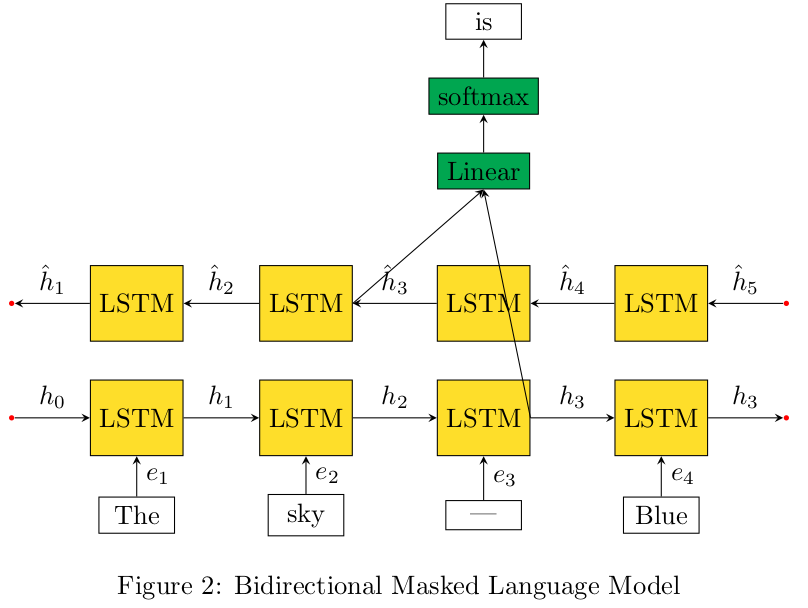 is
softmax
Linear
ĥ₁ ĥ₂ ĥ₃ ĥ₄ ĥ₅
LSTM LSTM LSTM LSTM
h₀ h₁ h₂ h₃ h₃
LSTM LSTM LSTM LSTM
e₁ e₂ e₃ e₄
The sky — Blue
Figure 2: Bidirectional Masked Language Model